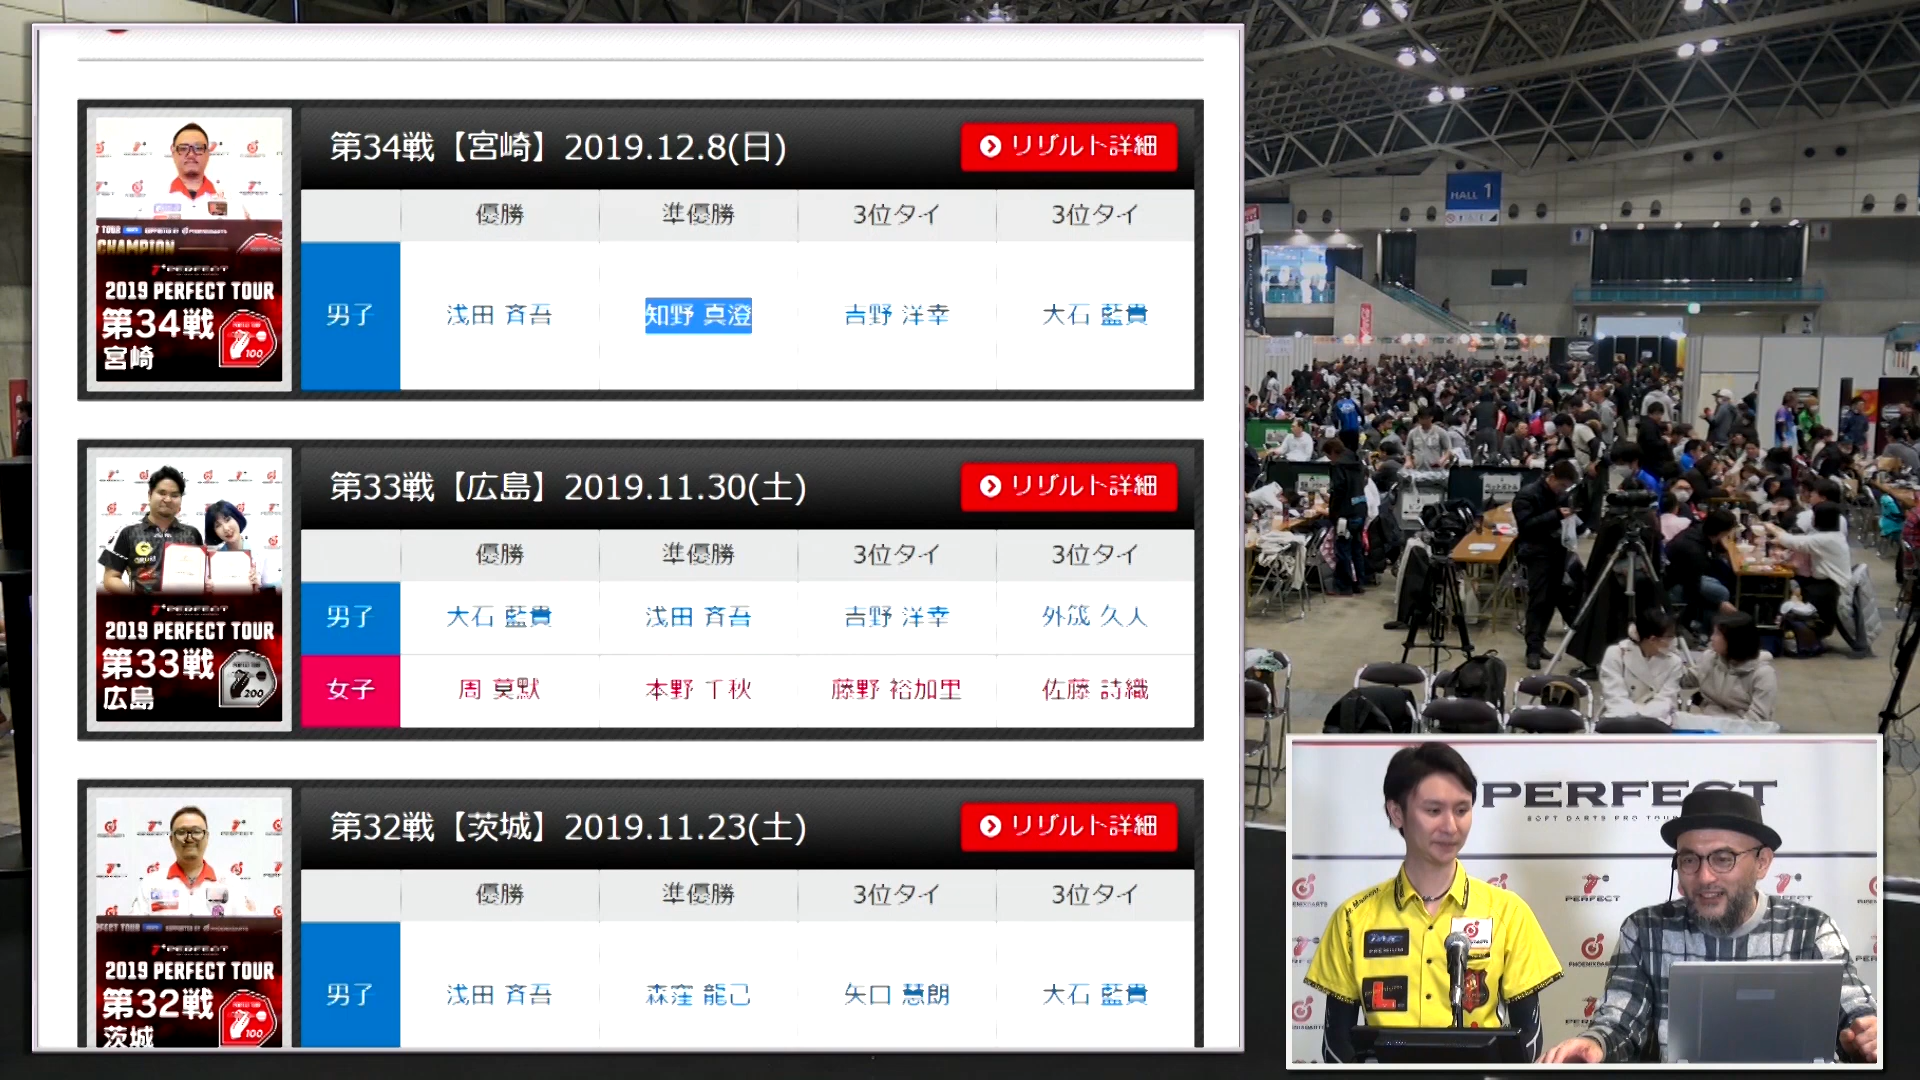 第34戦【宮崎】2019.12.8(日)
リザルト詳細
優勝 準優勝 3位タイ 3位タイ
男子 浅田 斉吾 知野 真澄 吉野 洋幸 大石 藍貴
CHAMPION
PERFECT
2019 PERFECT TOUR
第34戦
宮崎
100
第33戦【広島】2019.11.30(土)
リザルト詳細
優勝 準優勝 3位タイ 3位タイ
男子 大石 藍貴 浅田 斉吾 吉野 洋幸 外筬 久人
女子 周 莫默 本野 千秋 藤野 裕加里 佐藤 詩織
PERFECT
2019 PERFECT TOUR
第33戦
広島
200
第32戦【茨城】2019.11.23(土)
リザルト詳細
優勝 準優勝 3位タイ 3位タイ
男子 浅田 斉吾 森窪 龍己 矢口 慧朗 大石 藍貴
PERFECT
2019 PERFECT TOUR
第32戦
茨城
100
HALL 1
PERFECT
SOFT DARTS PRO TOUR
PERFECT
PHOENIXDARTS